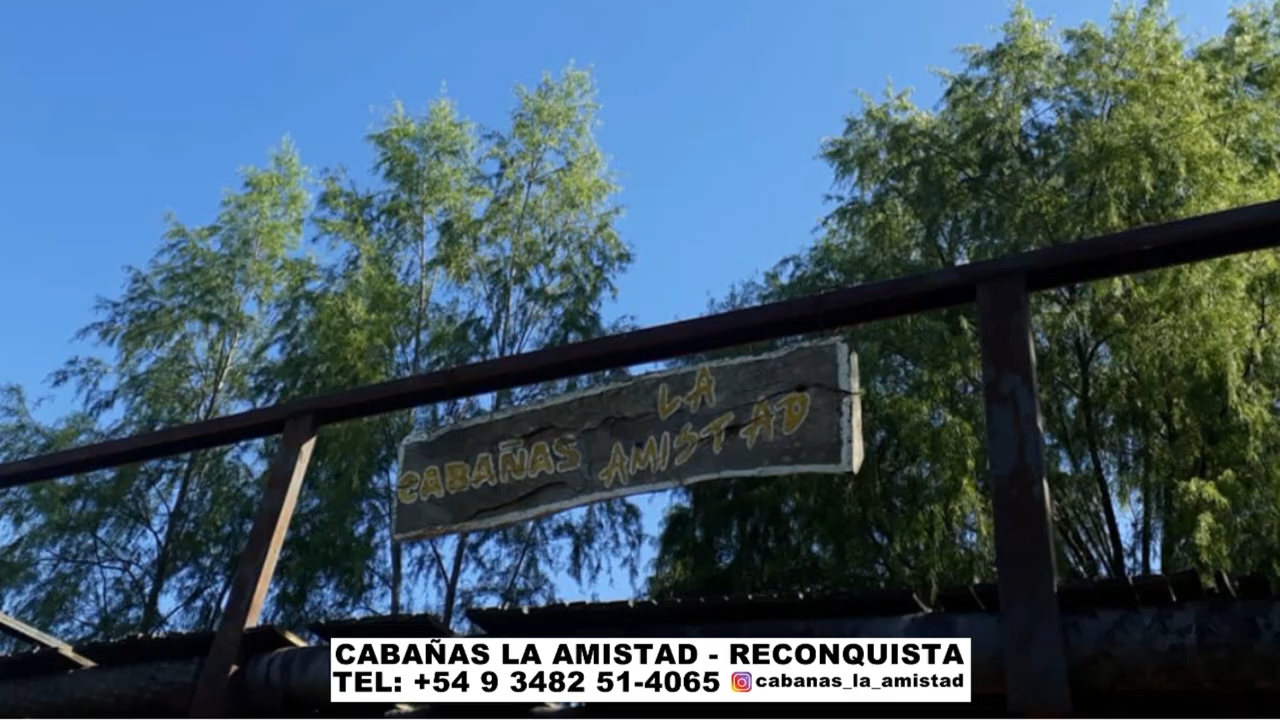 LA
CABAÑAS AMISTAD
CABAÑAS LA AMISTAD - RECONQUISTA
TEL: +54 9 3482 51-4065 cabanas_la_amistad